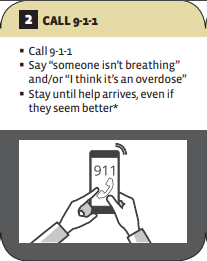 2 CALL 9-1-1
▪ Call 9-1-1
▪ Say “someone isn’t breathing”
and/or “I think it’s an overdose”
▪ Stay until help arrives, even if
they seem better*
911